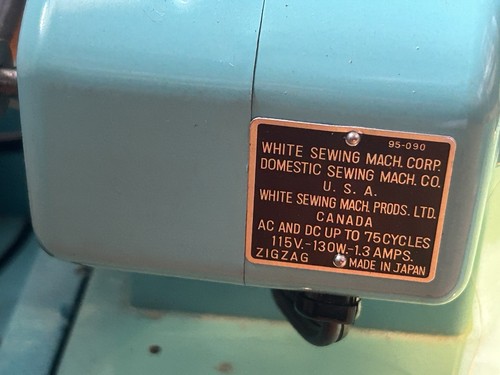 95-090
WHITE SEWING MACH. CORP.
DOMESTIC SEWING MACH. CO.
U. S. A.
WHITE SEWING MACH. PRODS. LTD.
CANADA
AC AND DC UP TO 75 CYCLES
115V.-130W.-1.3 AMPS.
ZIGZAG MADE IN JAPAN